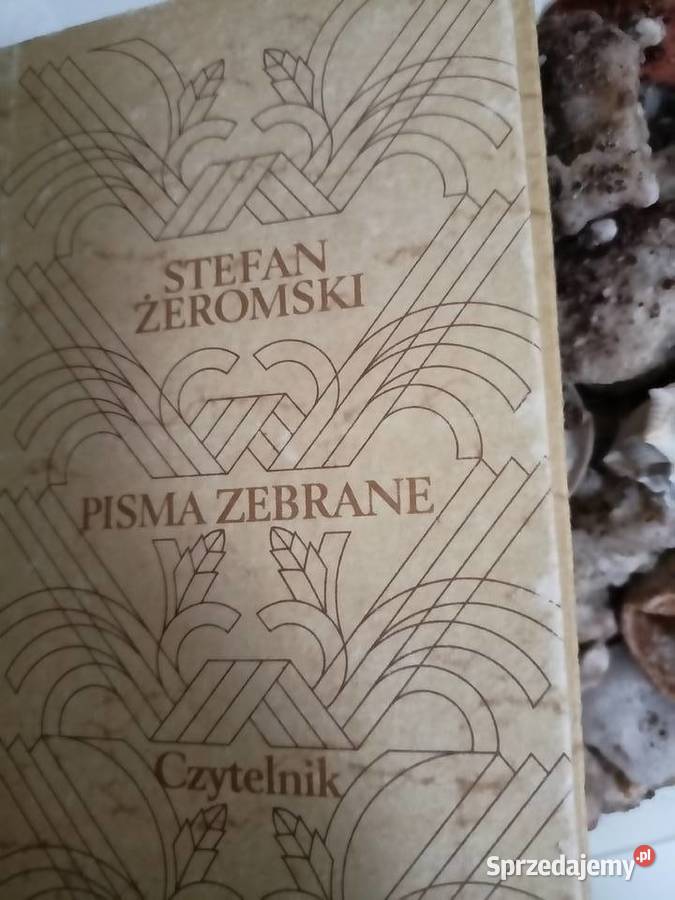 STEFAN
ŻEROMSKI
PISMA ZEBRANE
Czytelnik
Sprzedajemy.pl